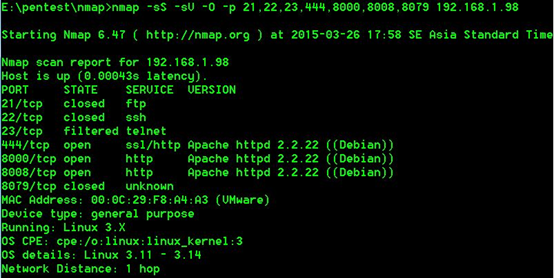 E:\pentest\nmap>nmap -sS -sV -O -p 21,22,23,444,8000,8008,8079 192.168.1.98
Starting Nmap 6.47 ( http://nmap.org ) at 2015-03-26 17:58 SE Asia Standard Time
Nmap scan report for 192.168.1.98
Host is up (0.00043s latency).
PORT     STATE    SERVICE  VERSION
21/tcp   closed   ftp
22/tcp   closed   ssh
23/tcp   filtered telnet
444/tcp  open     ssl/http Apache httpd 2.2.22 ((Debian))
8000/tcp open     http     Apache httpd 2.2.22 ((Debian))
8008/tcp open     http     Apache httpd 2.2.22 ((Debian))
8079/tcp closed   unknown
MAC Address: 00:0C:29:F8:A4:A3 (VMware)
Device type: general purpose
Running: Linux 3.X
OS CPE: cpe:/o:linux:linux_kernel:3
OS details: Linux 3.11 - 3.14
Network Distance: 1 hop